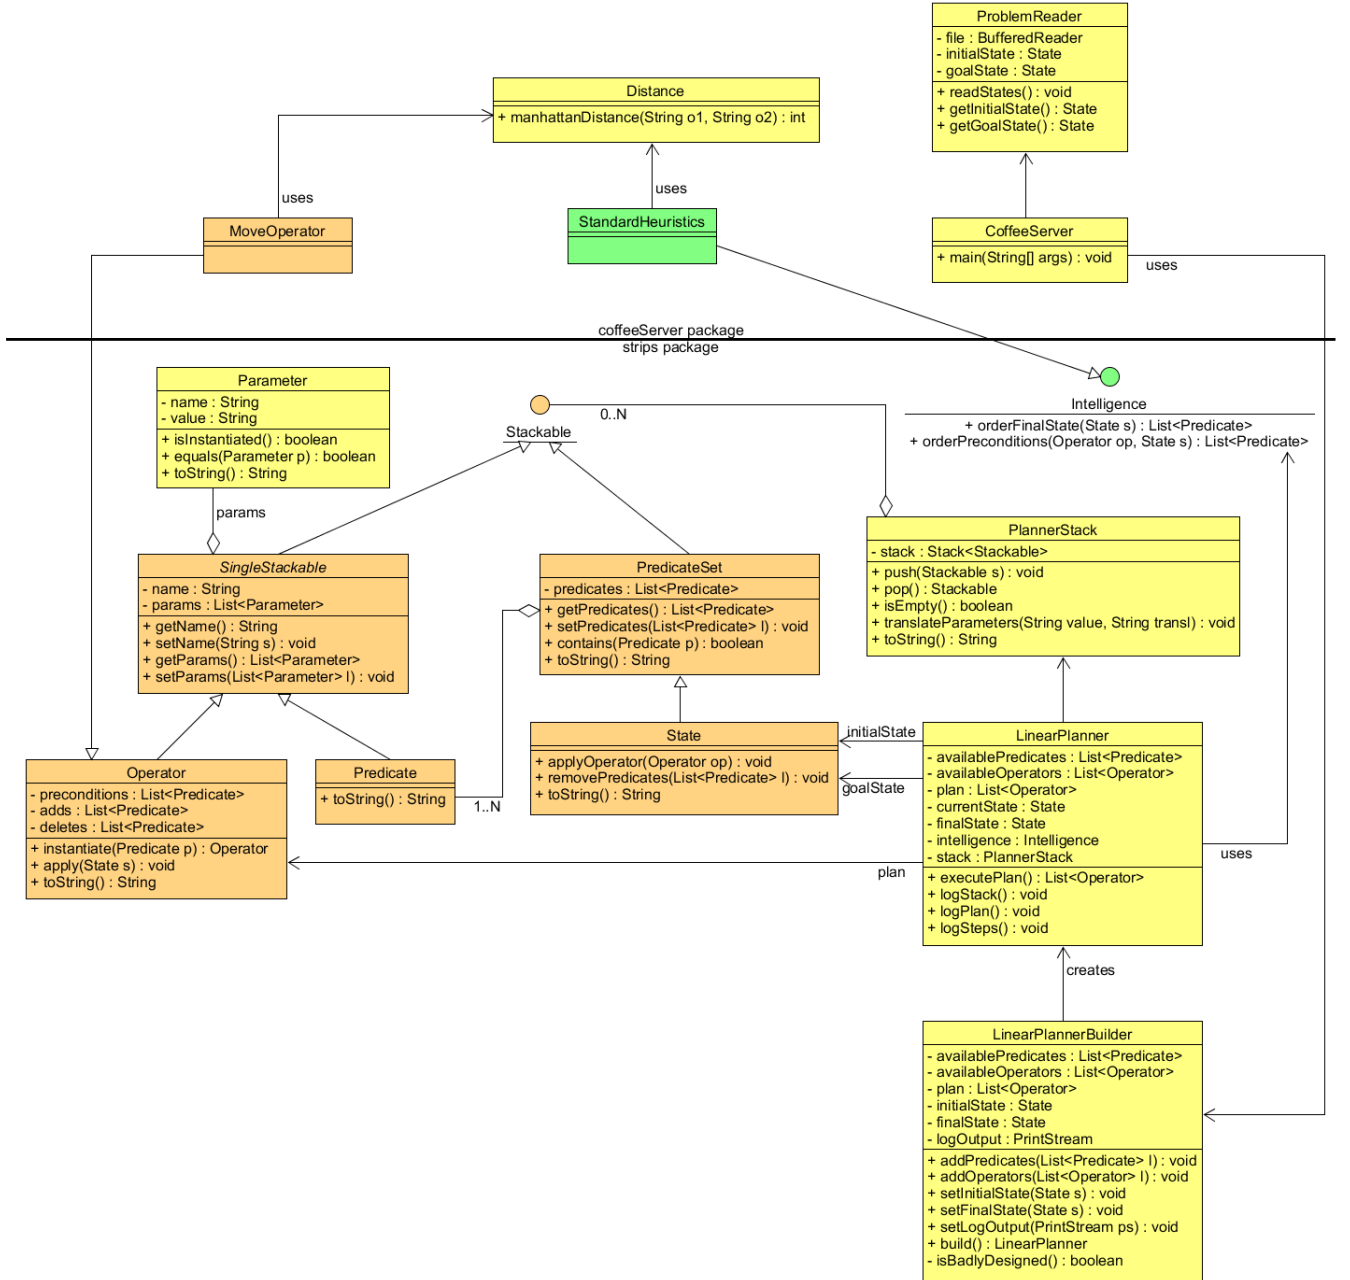 ProblemReader
- file : BufferedReader
- initialState : State
- goalState : State
+ readStates() : void
+ getInitialState() : State
+ getGoalState() : State
Distance
+ manhattanDistance(String o1, String o2) : int
uses
uses
MoveOperator
StandardHeuristics
CoffeeServer
+ main(String[] args) : void
uses
coffeeServer package
strips package
Parameter
- name : String
- value : String
+ isInstantiated() : boolean
+ equals(Parameter p) : boolean
+ toString() : String
params
Stackable
0..N
Intelligence
+ orderFinalState(State s) : List<Predicate>
+ orderPreconditions(Operator op, State s) : List<Predicate>
SingleStackable
- name : String
- params : List<Parameter>
+ getName() : String
+ setName(String s) : void
+ getParams() : List<Parameter>
+ setParams(List<Parameter> l) : void
PredicateSet
- predicates : List<Predicate>
+ getPredicates() : List<Predicate>
+ setPredicates(List<Predicate> l) : void
+ contains(Predicate p) : boolean
+ toString() : String
PlannerStack
- stack : Stack<Stackable>
+ push(Stackable s) : void
+ pop() : Stackable
+ isEmpty() : boolean
+ translateParameters(String value, String transl) : void
+ toString() : String
Operator
- preconditions : List<Predicate>
- adds : List<Predicate>
- deletes : List<Predicate>
+ instantiate(Predicate p) : Operator
+ apply(State s) : void
+ toString() : String
Predicate
+ toString() : String
1..N
State
+ applyOperator(Operator op) : void
+ removePredicates(List<Predicate> l) : void
+ toString() : String
initialState
goalState
plan
LinearPlanner
- availablePredicates : List<Predicate>
- availableOperators : List<Operator>
- plan : List<Operator>
- currentState : State
- finalState : State
- intelligence : Intelligence
- stack : PlannerStack
+ executePlan() : List<Operator>
+ logStack() : void
+ logPlan() : void
+ logSteps() : void
uses
creates
LinearPlannerBuilder
- availablePredicates : List<Predicate>
- availableOperators : List<Operator>
- plan : List<Operator>
- initialState : State
- finalState : State
- logOutput : PrintStream
+ addPredicates(List<Predicate> l) : void
+ addOperators(List<Operator> l) : void
+ setInitialState(State s) : void
+ setFinalState(State s) : void
+ setLogOutput(PrintStream ps) : void
+ build() : LinearPlanner
- isBadlyDesigned() : boolean